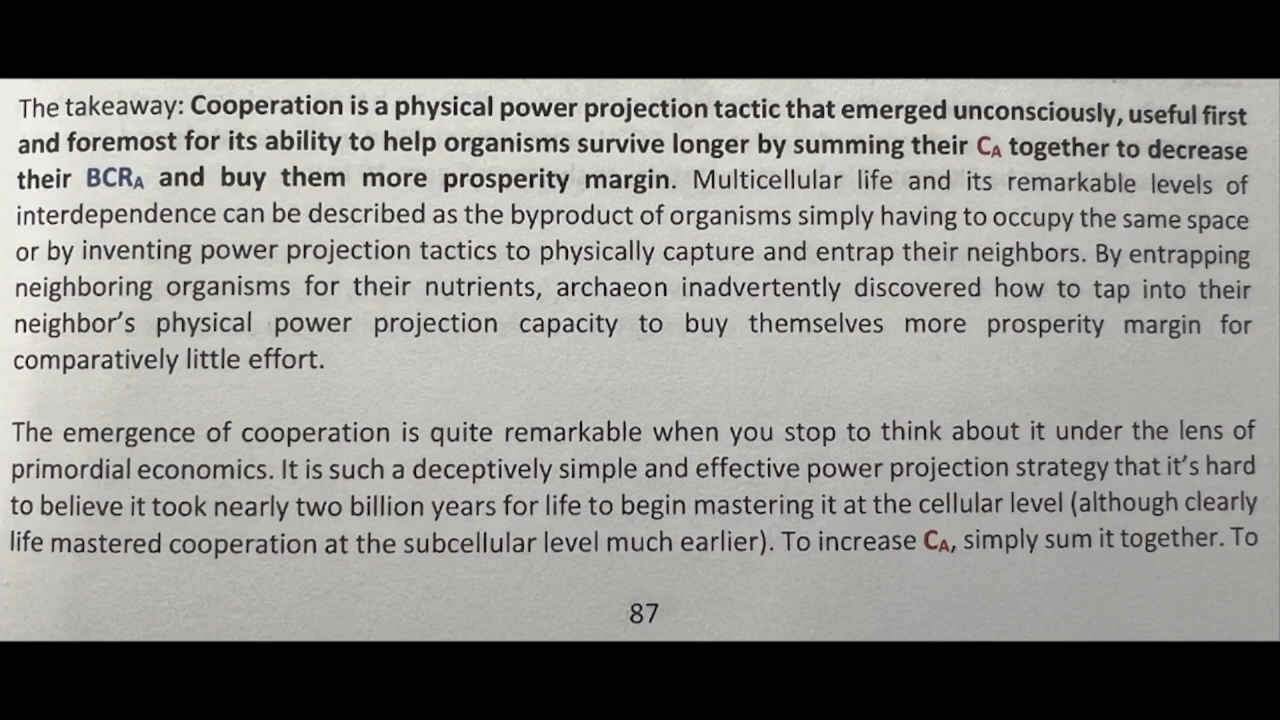 The takeaway: Cooperation is a physical power projection tactic that emerged unconsciously, useful first
and foremost for its ability to help organisms survive longer by summing their CA together to decrease
their BCRA and buy them more prosperity margin. Multicellular life and its remarkable levels of
interdependence can be described as the byproduct of organisms simply having to occupy the same space
or by inventing power projection tactics to physically capture and entrap their neighbors. By entrapping
neighboring organisms for their nutrients, archaeon inadvertently discovered how to tap into their
neighbor's physical power projection capacity to buy themselves more prosperity margin for
comparatively little effort.
The emergence of cooperation is quite remarkable when you stop to think about it under the lens of
primordial economics. It is such a deceptively simple and effective power projection strategy that it's hard
to believe it took nearly two billion years for life to begin mastering it at the cellular level (although clearly
life mastered cooperation at the subcellular level much earlier). To increase CA, simply sum it together. To
87